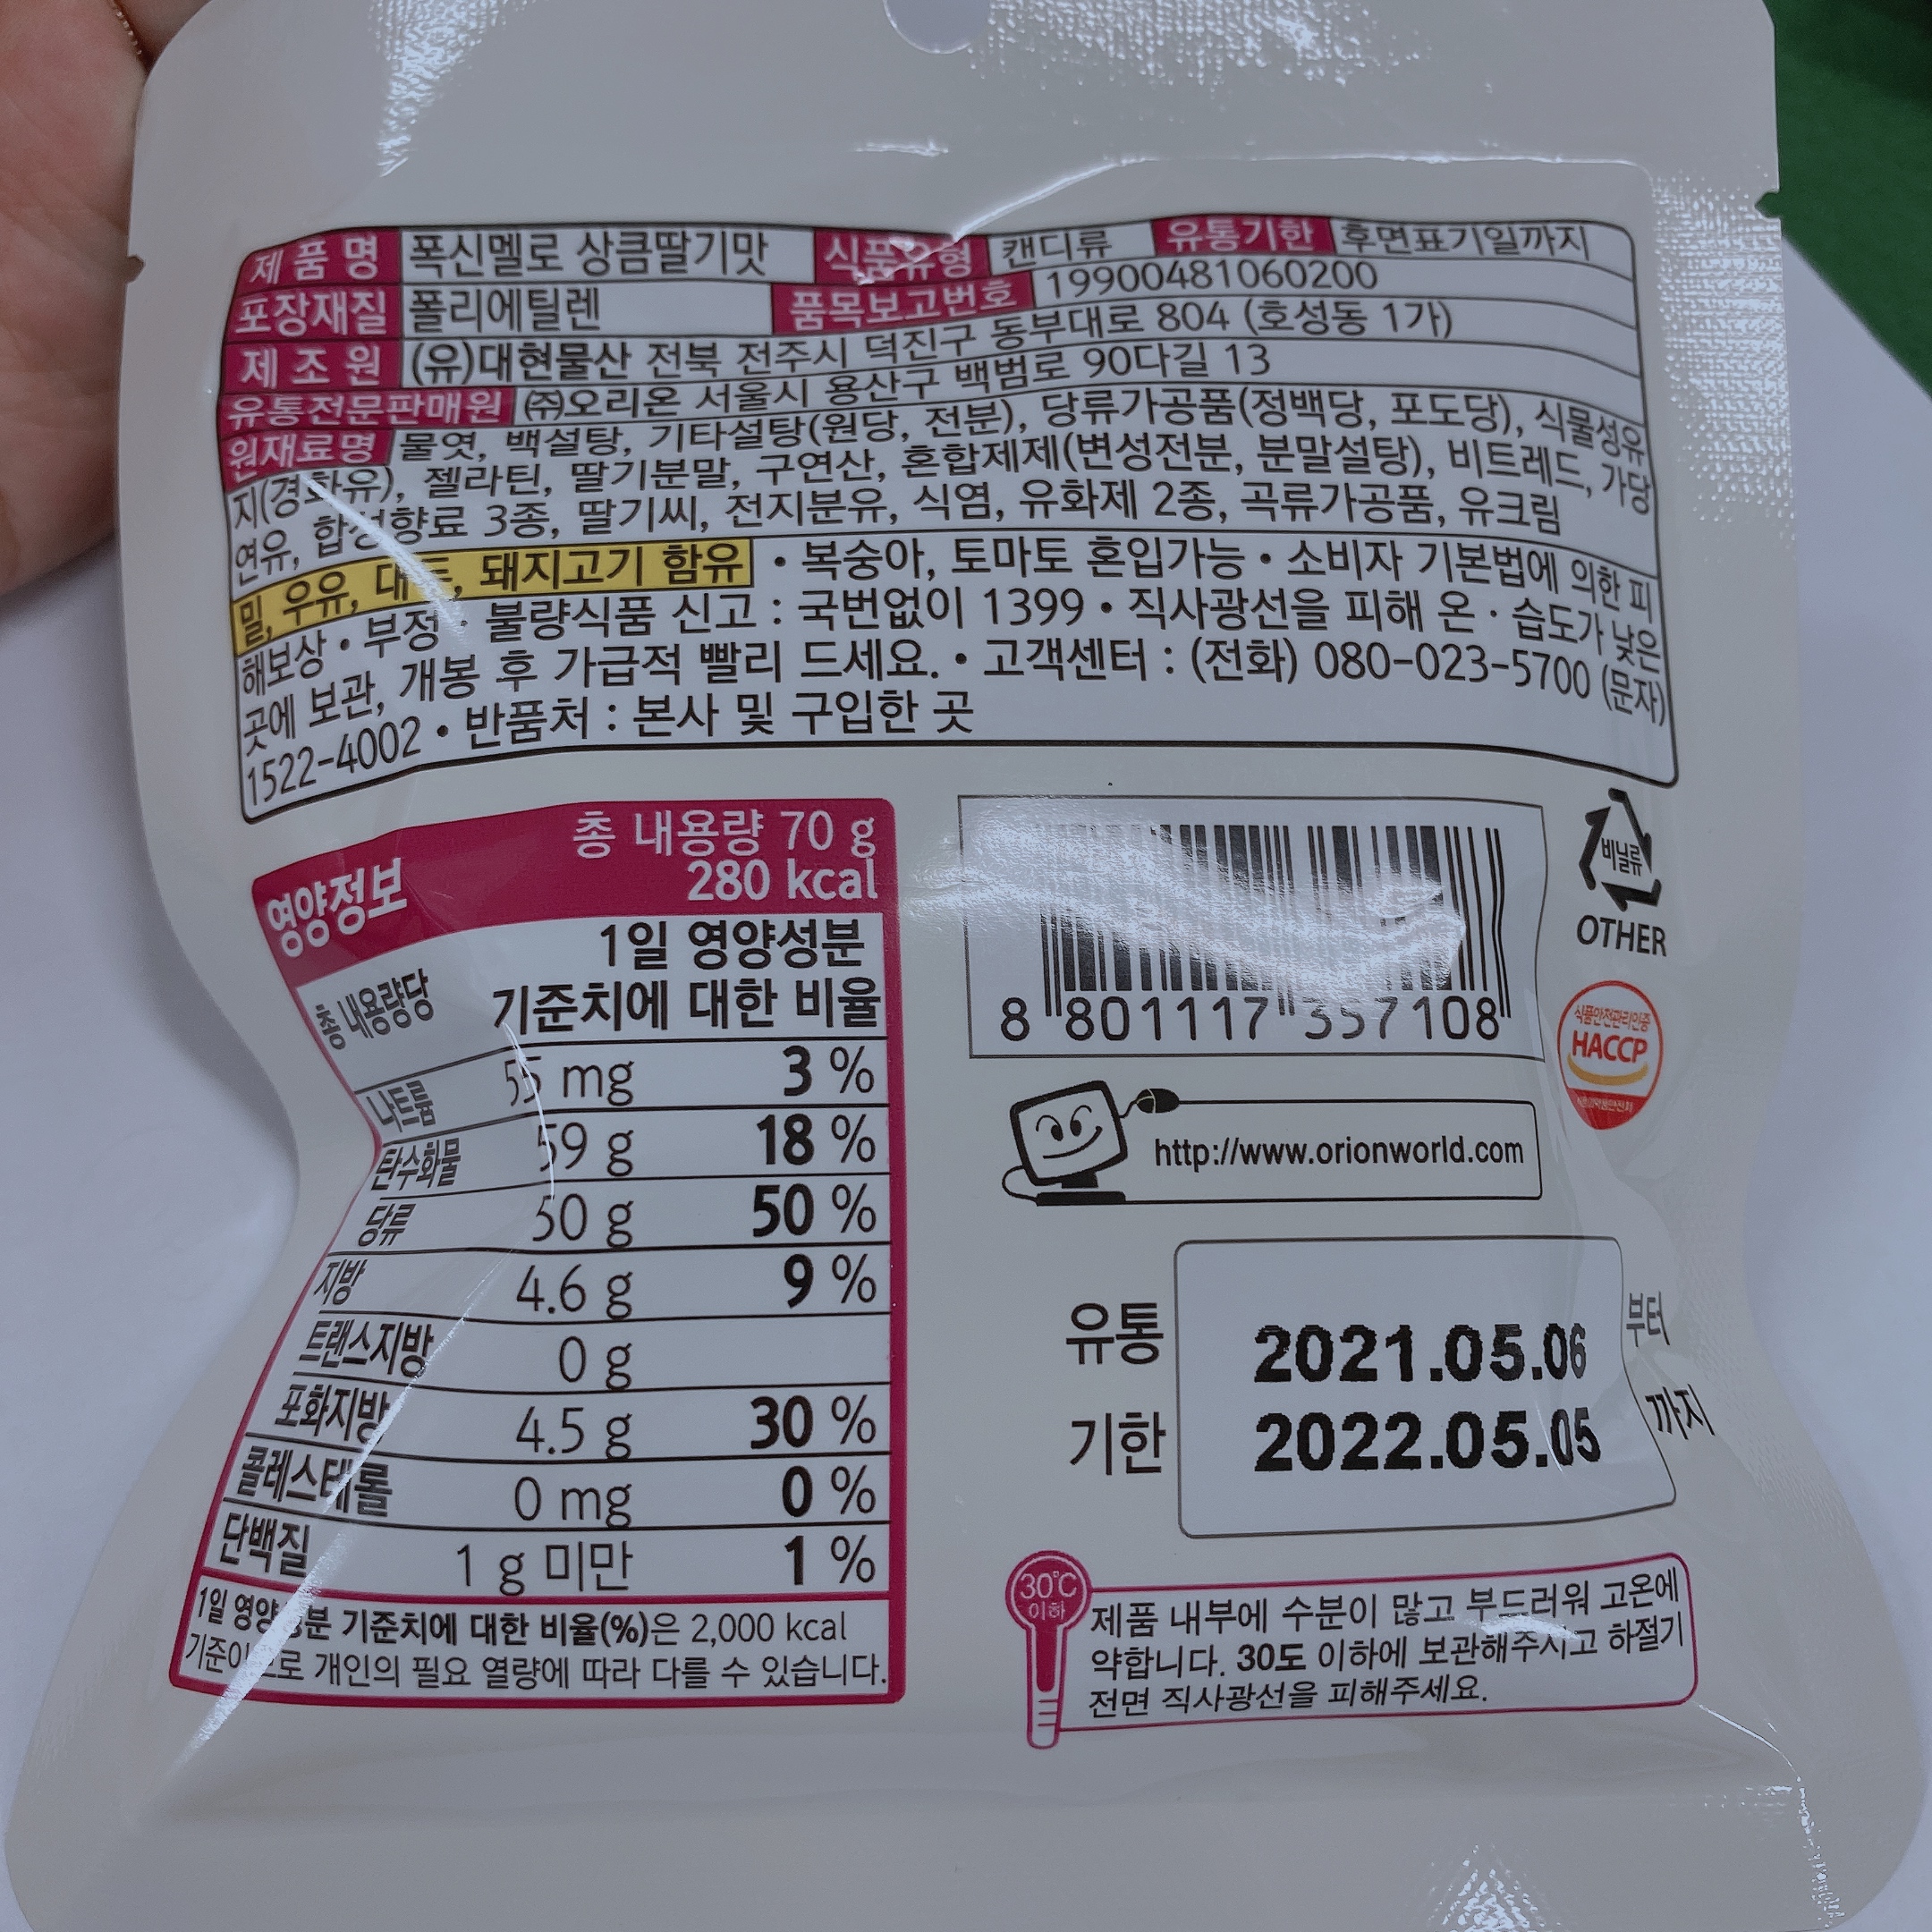 제품명 폭신멜로 상큼딸기맛 식품유형 캔디류 유통기한 후면표기일까지
포장재질 폴리에틸렌 품목보고번호 19900481060200
제조원 (유)대현물산 전북 전주시 덕진구 동부대로 804 (호성동 1가)
유통전문판매원 ㈜오리온 서울시 용산구 백범로 90다길 13
원재료명 물엿, 백설탕, 기타설탕(원당, 전분), 당류가공품(정백당, 포도당), 식물성유
지(경화유), 젤라틴, 딸기분말, 구연산, 혼합제제(변성전분, 분말설탕), 비트레드, 가당
연유, 합성향료 3종, 딸기씨, 전지분유, 식염, 유화제 2종, 곡류가공품, 유크림
밀, 우유, 대두, 돼지고기 함유 • 복숭아, 토마토 혼입가능 • 소비자 기본법에 의한 피
해보상 • 부정 · 불량식품 신고 : 국번없이 1399 • 직사광선을 피해 온 · 습도가 낮은
곳에 보관, 개봉 후 가급적 빨리 드세요. • 고객센터 : (전화) 080-023-5700 (문자)
1522-4002 • 반품처 : 본사 및 구입한 곳
영양정보
총 내용량 70 g
280 kcal
총 내용량당
1일 영양성분
기준치에 대한 비율
나트륨 55 mg 3 %
탄수화물 59 g 18 %
당류 50 g 50 %
지방 4.6 g 9 %
트랜스지방 0 g
포화지방 4.5 g 30 %
콜레스테롤 0 mg 0 %
단백질 1 g 미만 1 %
1일 영양성분 기준치에 대한 비율(%)은 2,000 kcal
기준이므로 개인의 필요 열량에 따라 다를 수 있습니다.
8 801117 357108
비닐류
OTHER
식품안전관리인증
HACCP
http://www.orionworld.com
유통 2021.05.06 부터
기한 2022.05.05 까지
30℃
이하
제품 내부에 수분이 많고 부드러워 고온에
약합니다. 30도 이하에 보관해주시고 하절기
전면 직사광선을 피해주세요.